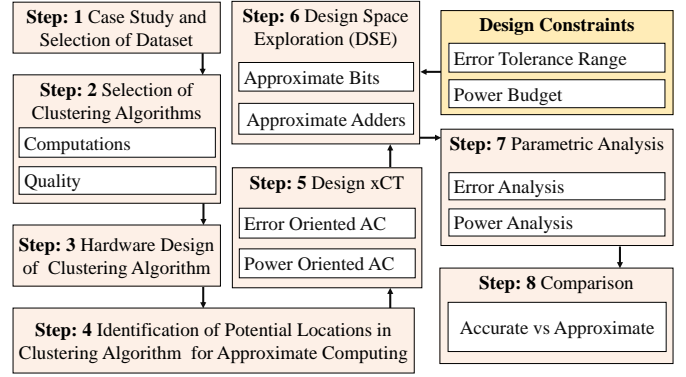 Step: 1 Case Study and
Selection of Dataset
Step: 2 Selection of
Clustering Algorithms
Computations
Quality
Step: 3 Hardware Design
of Clustering Algorithm
Step: 4 Identification of Potential Locations in
Clustering Algorithm for Approximate Computing
Step: 5 Design xCT
Error Oriented AC
Power Oriented AC
Step: 6 Design Space
Exploration (DSE)
Approximate Bits
Approximate Adders
Design Constraints
Error Tolerance Range
Power Budget
Step: 7 Parametric Analysis
Error Analysis
Power Analysis
Step: 8 Comparison
Accurate vs Approximate